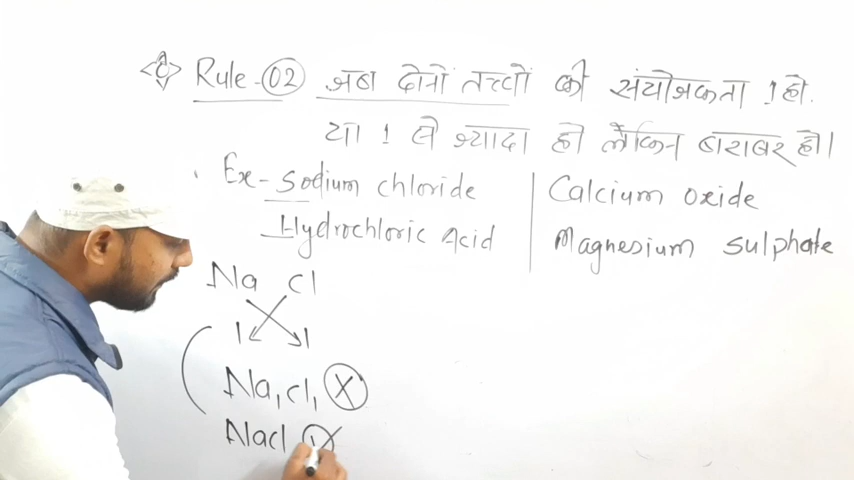 Rule-02 जब दोनों तत्वों की संयोजकता 1 हो.
या 1 से ज्यादा हो लेकिन बराबर हो।
Ex- Sodium chloride
Hydrochloric Acid
Calcium oxide
Magnesium sulphate
Na Cl
1 1
Na₁cl₁ X
Nacl